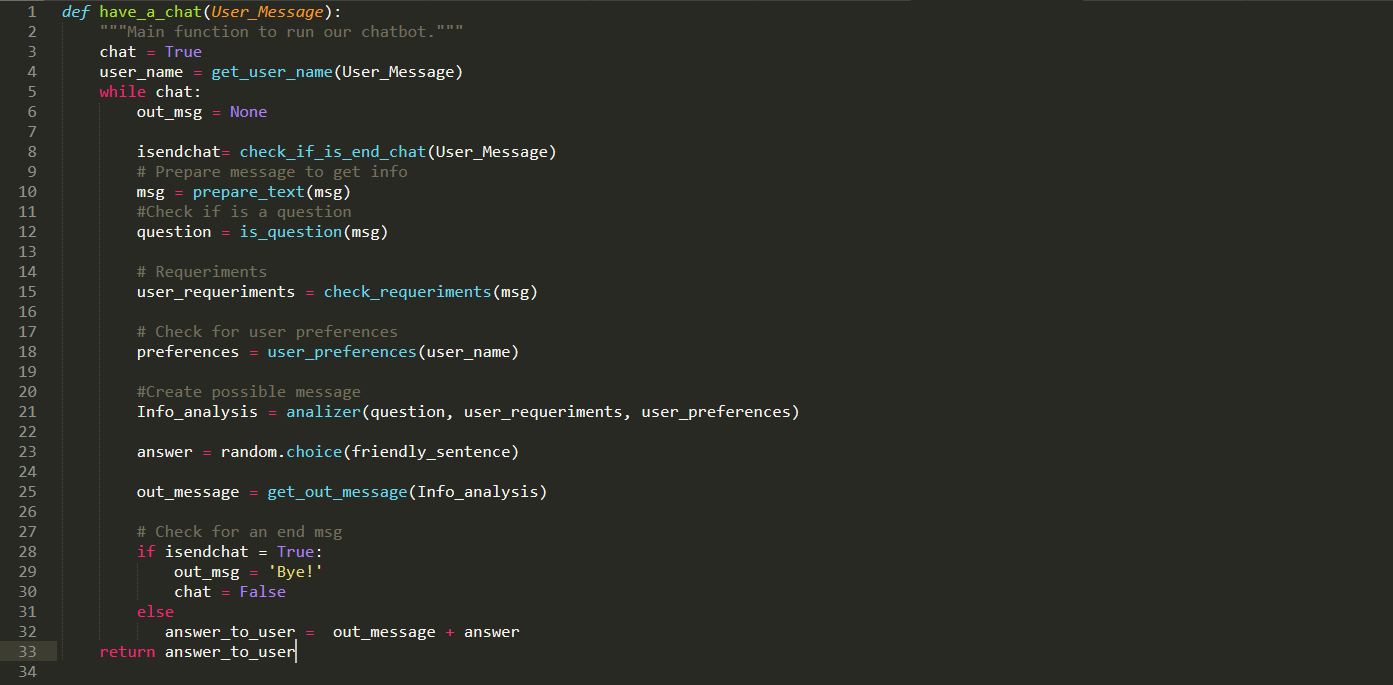 1 def have_a_chat(User_Message):
2     """Main function to run our chatbot."""
3     chat = True
4     user_name = get_user_name(User_Message)
5     while chat:
6         out_msg = None
7
8         isendchat= check_if_is_end_chat(User_Message)
9         # Prepare message to get info
10         msg = prepare_text(msg)
11         #Check if is a question
12         question = is_question(msg)
13
14         # Requeriments
15         user_requeriments = check_requeriments(msg)
16
17         # Check for user preferences
18         preferences = user_preferences(user_name)
19
20         #Create possible message
21         Info_analysis = analizer(question, user_requeriments, user_preferences)
22
23         answer = random.choice(friendly_sentence)
24
25         out_message = get_out_message(Info_analysis)
26
27         # Check for an end msg
28         if isendchat = True:
29             out_msg = 'Bye!'
30             chat = False
31         else
32            answer_to_user =  out_message + answer
33     return answer_to_user
34